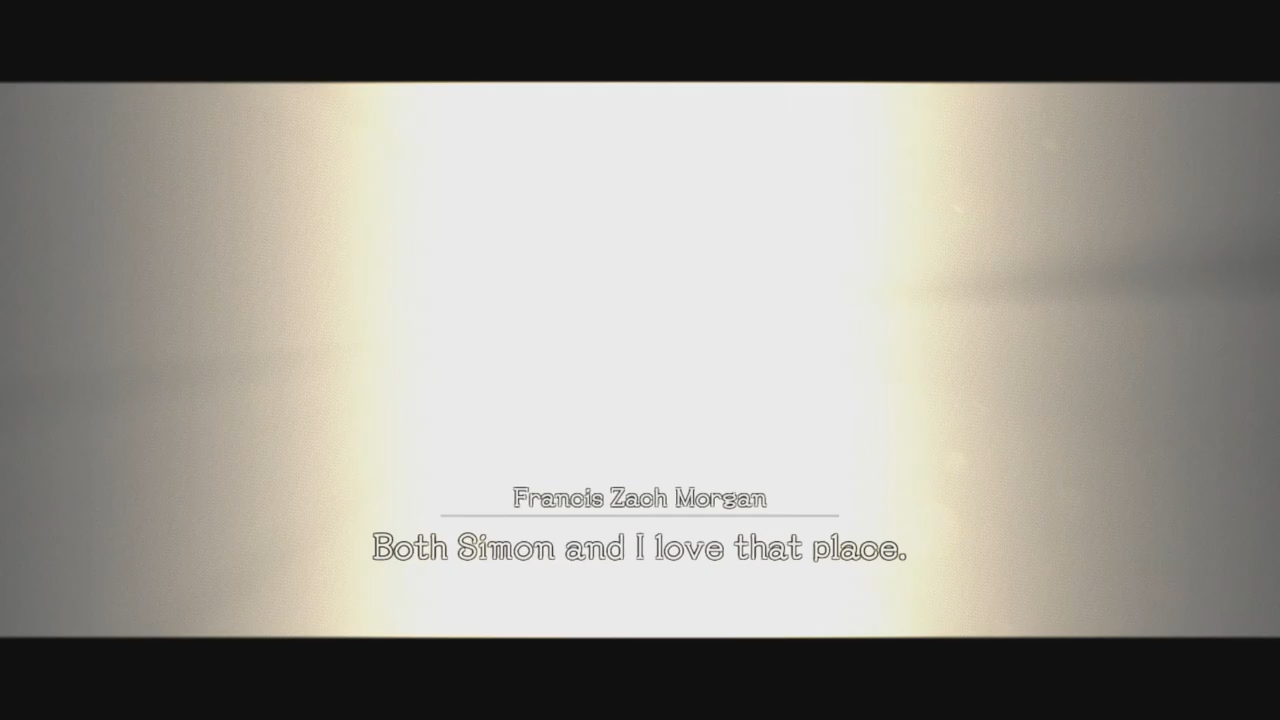 Francis Zach Morgan
Both Simon and I love that place.